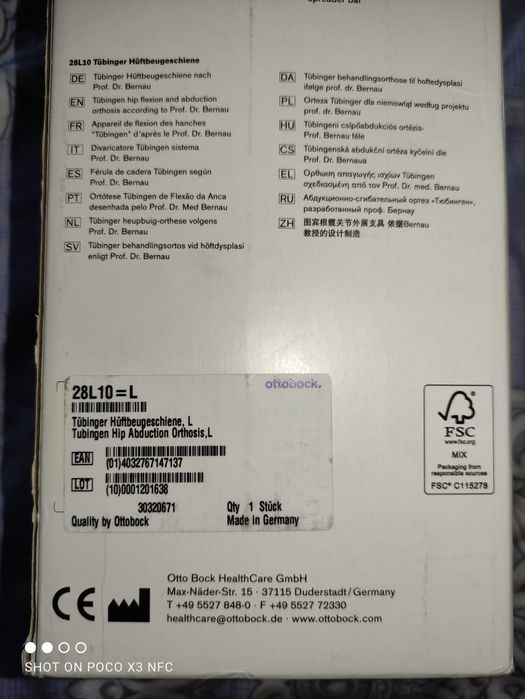 spreader bar
28L10 Tübinger Hüftbeugeschiene
DE Tübinger Hüftbeugeschiene nach
Prof. Dr. Bernau
EN Tübingen hip flexion and abduction
orthosis according to Prof. Dr. Bernau
FR Appareil de flexion des hanches
"Tübingen" d'après le Prof. Dr. Bernau
IT Divaricatore Tübingen sistema
Prof. Dr. Bernau
ES Férula de cadera Tübingen según
Prof. Dr. Bernau
PT Ortótese Tübingen de Flexão da Anca
desenhada pelo Prof. Dr. Med Bernau
NL Tübinger heupbuig-orthese volgens
Prof. Dr. Bernau
SV Tübinger behandlingsortos vid höftdysplasi
enligt Prof. Dr. Bernau
DA Tübinger behandlingsorthose til hoftedysplasi
ifølge prof. dr. Bernau
PL Orteza Tübinger dla niemowląt według projektu
prof. dr. Bernau
HU Tübingeni csípőabdukciós ortézis-
Prof. Bernau féle
CS Tübingenská abdukční ortéza kyčelní dle
Prof. Dr. Bernaua
EL Ορθωση απαγωγής ισχίων Tübingen
σχεδιασμένη από τον Prof. Dr. med. Bernau
RU Абдукционно-сгибательный ортез «Тюбинген»,
разработанный проф. Бернау
ZH 图宾根髋关节外展支具 依据Bernau
教授的设计制造
ottobock.
28L10=L
Tübinger Hüftbeugeschiene, L
Tubingen Hip Abduction Orthosis,L
EAN (01)4032767147137
LOT (10)0001201638
30320671 Qty 1 Stück
Quality by Ottobock Made in Germany
FSC
www.fsc.org
MIX
Packaging from
responsible sources
FSC® C115278
CE
Otto Bock HealthCare GmbH
Max-Näder-Str. 15 · 37115 Duderstadt/Germany
T +49 5527 848-0 · F +49 5527 72330
healthcare@ottobock.de · www.ottobock.com
SHOT ON POCO X3 NFC